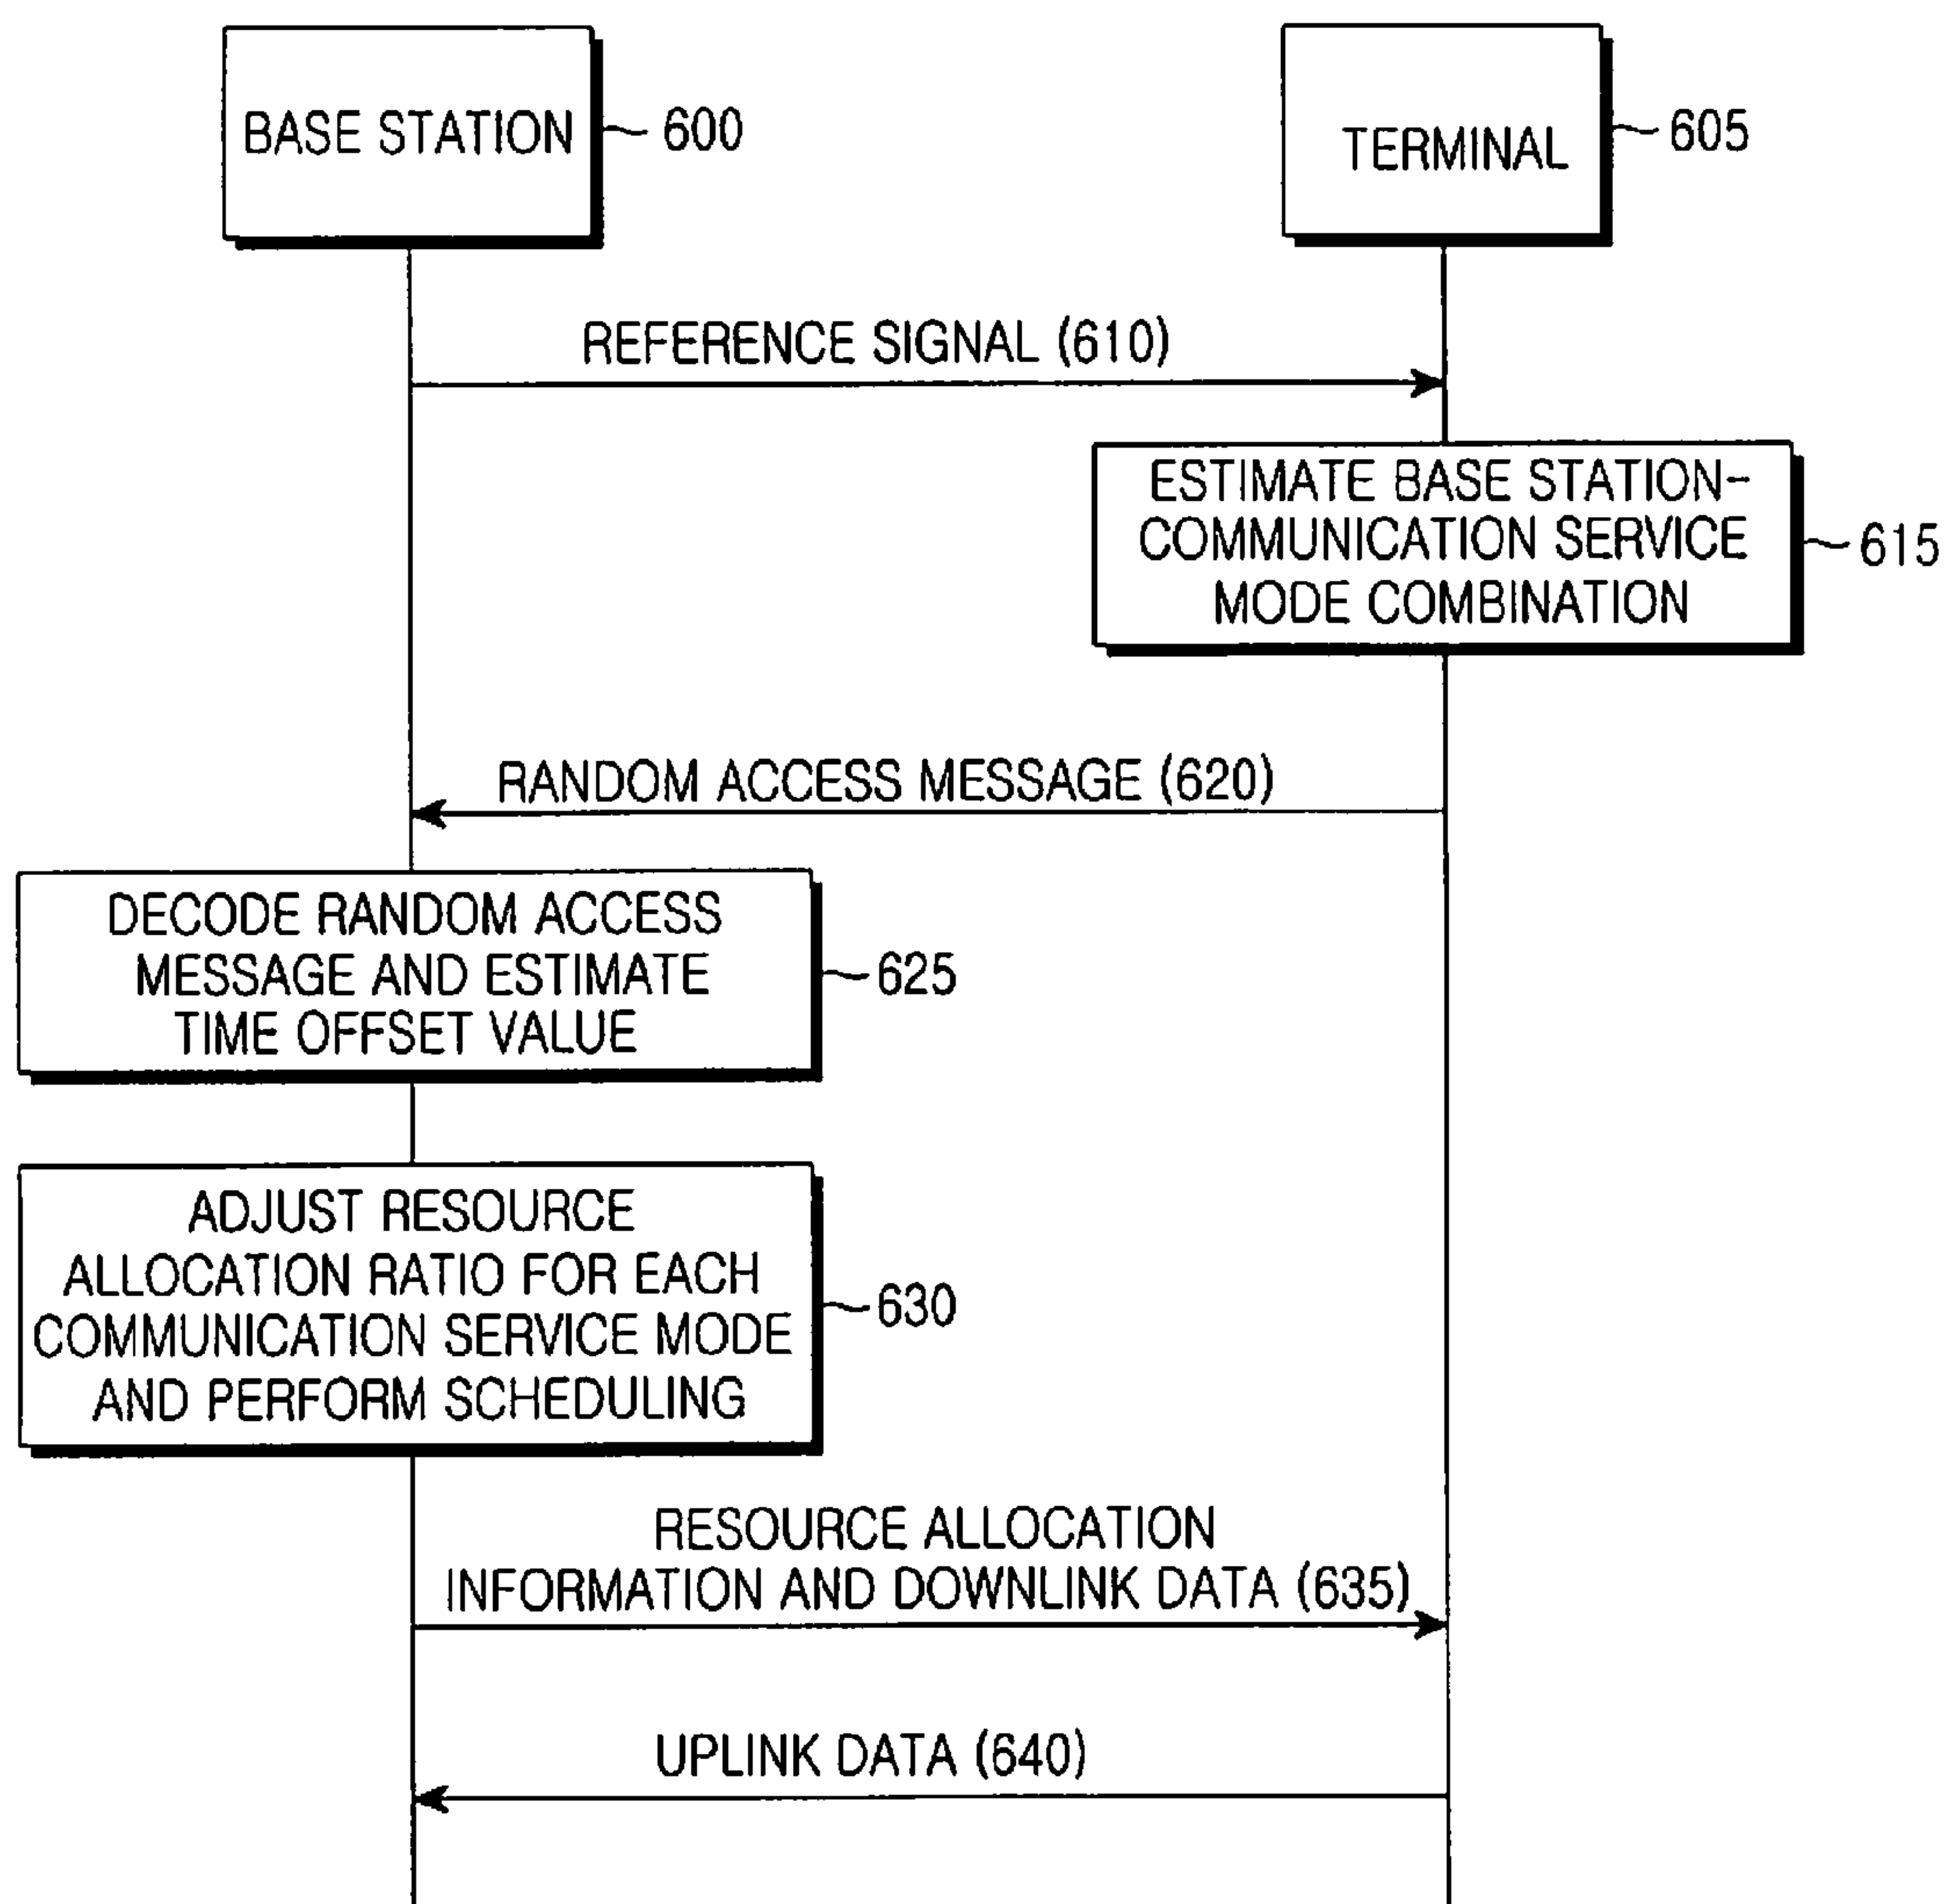 BASE STATION
600
TERMINAL
605
REFERENCE SIGNAL (610)
ESTIMATE BASE STATION-
COMMUNICATION SERVICE
MODE COMBINATION
615
RANDOM ACCESS MESSAGE (620)
DECODE RANDOM ACCESS
MESSAGE AND ESTIMATE
TIME OFFSET VALUE
625
ADJUST RESOURCE
ALLOCATION RATIO FOR EACH
COMMUNICATION SERVICE MODE
AND PERFORM SCHEDULING
630
RESOURCE ALLOCATION
INFORMATION AND DOWNLINK DATA (635)
UPLINK DATA (640)